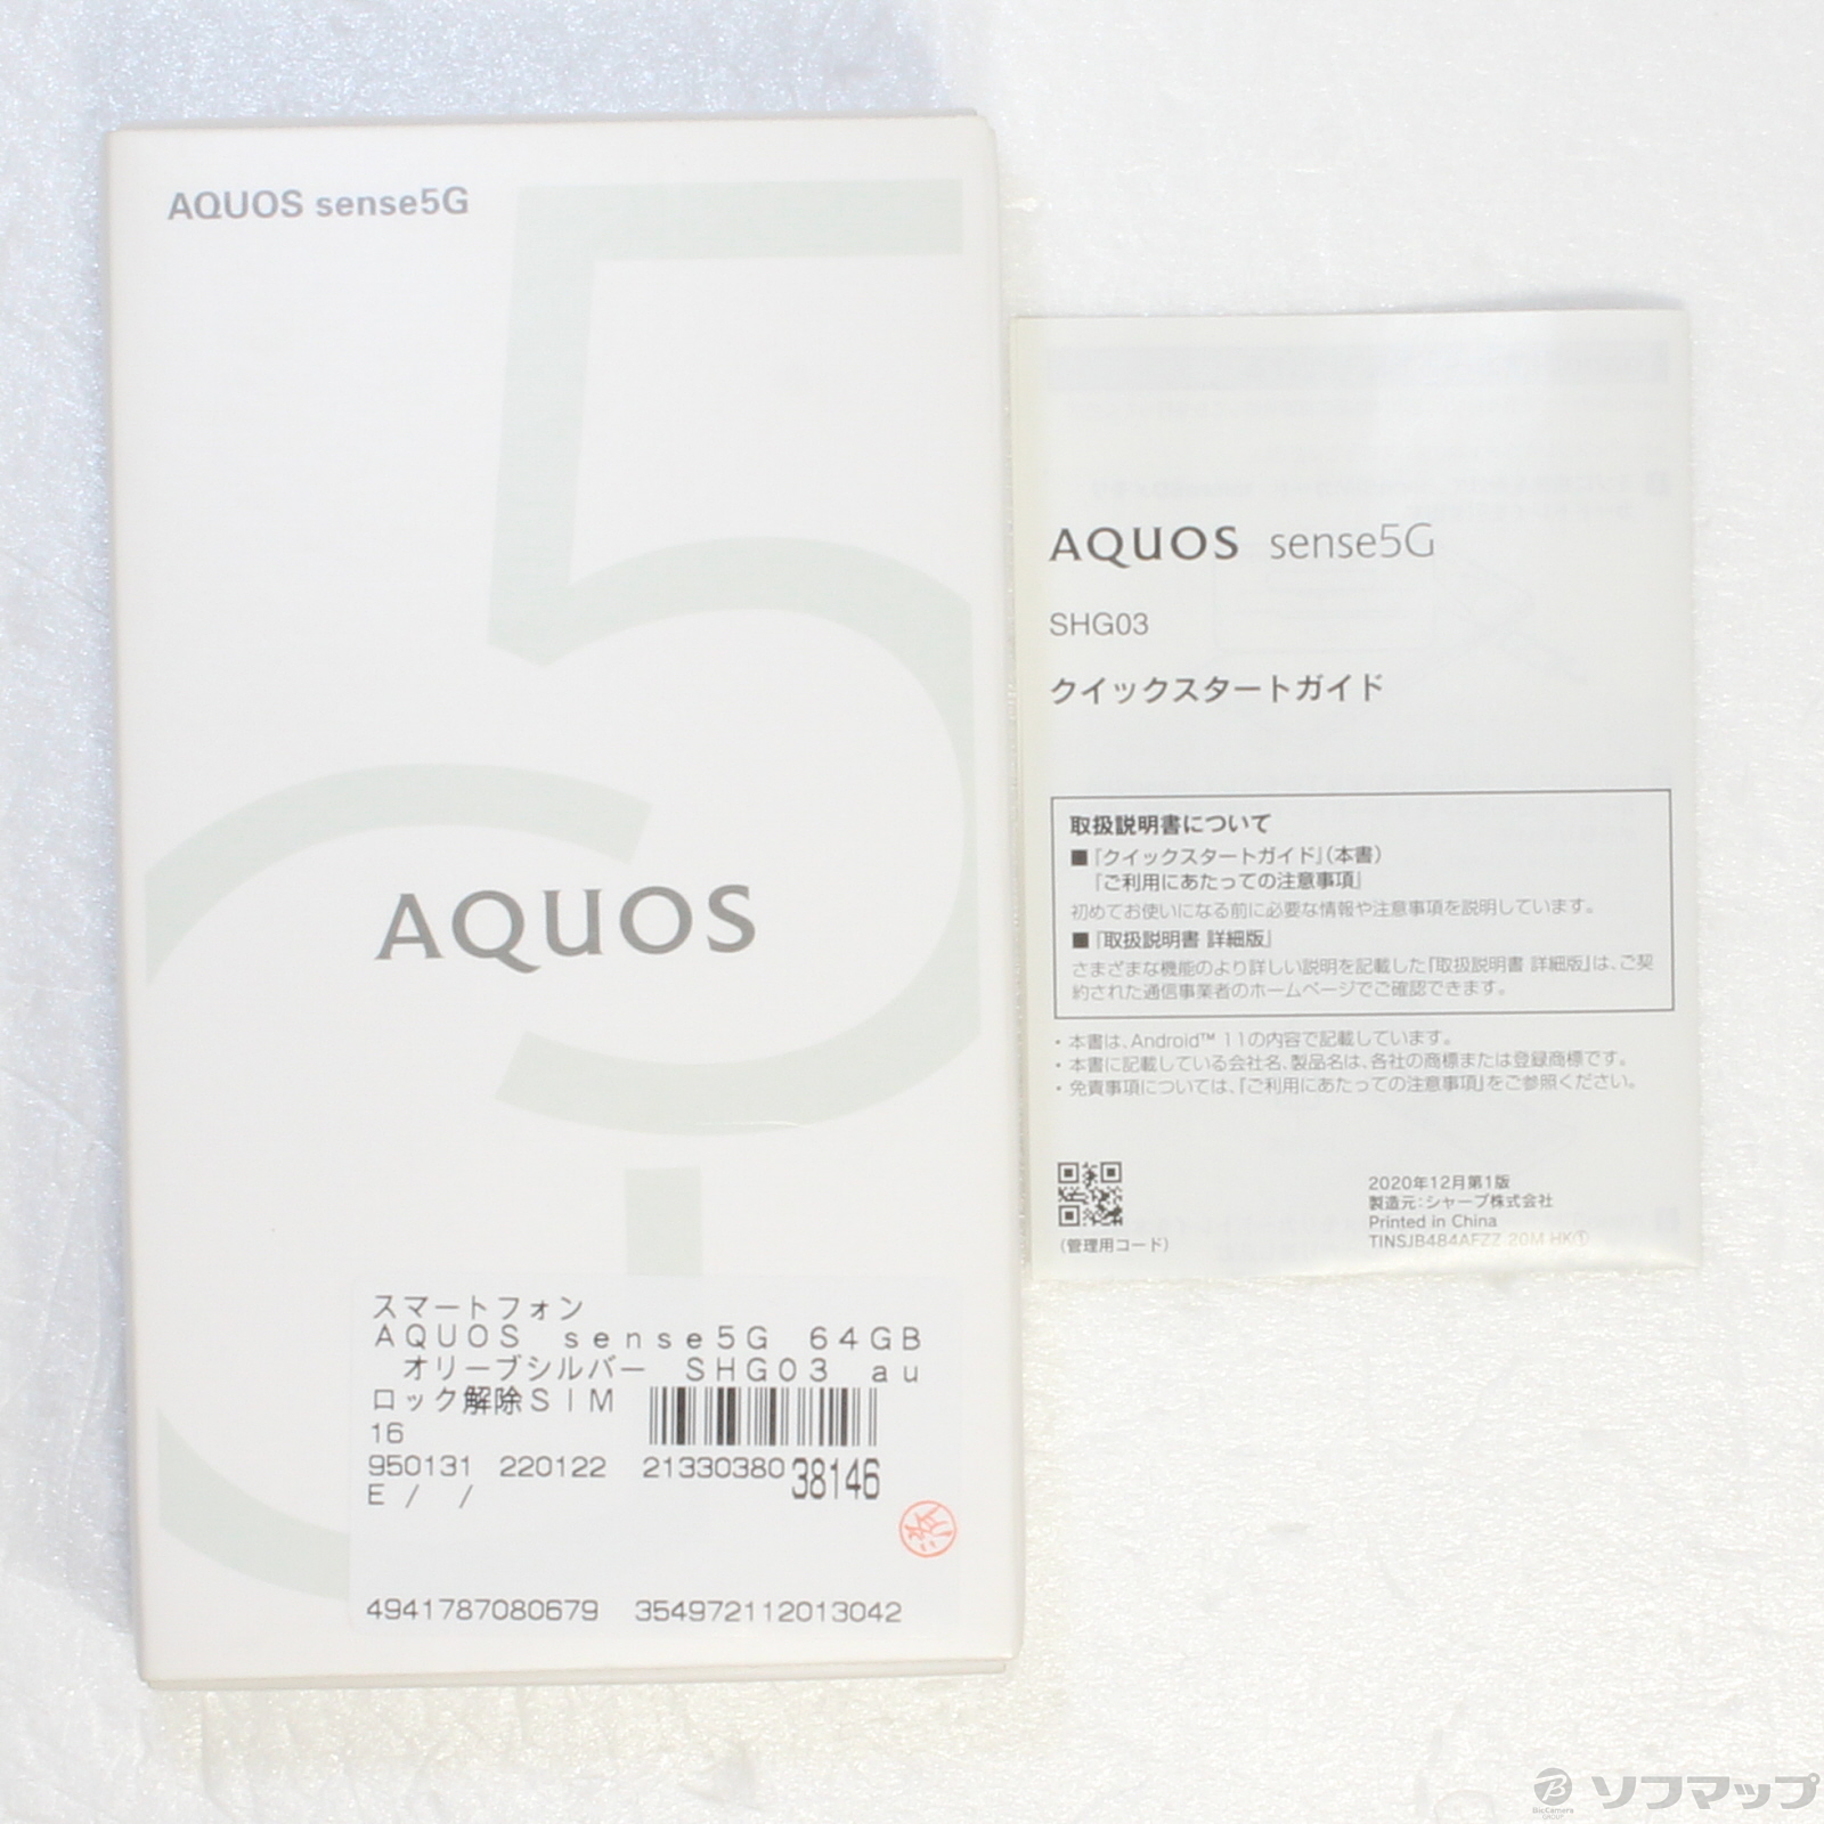 AQUOS sense5G
AQUOS
スマートフォン
AQUOS sense5G 64GB
オリーブシルバー SHG03 au
ロック解除SIM
16
950131 220122 21330380 38146
E / /
4941787080679 354972112013042
AQUOS sense5G
SHG03
クイックスタートガイド
取扱説明書について
■『クイックスタートガイド』(本書)
『ご利用にあたっての注意事項』
初めてお使いになる前に必要な情報や注意事項を説明しています。
■『取扱説明書 詳細版』
さまざまな機能のより詳しい説明を記載した『取扱説明書 詳細版』は、ご契
約された通信事業者のホームページでご確認できます。
・本書は、Android™ 11の内容で記載しています。
・本書に記載している会社名、製品名は、各社の商標または登録商標です。
・免責事項については、『ご利用にあたっての注意事項』をご参照ください。
(管理用コード)
2020年12月第1版
製造元:シャープ株式会社
Printed in China
TINSJB484AFZZ 20M HK①
BicCamera
GROUP
ソフマップ